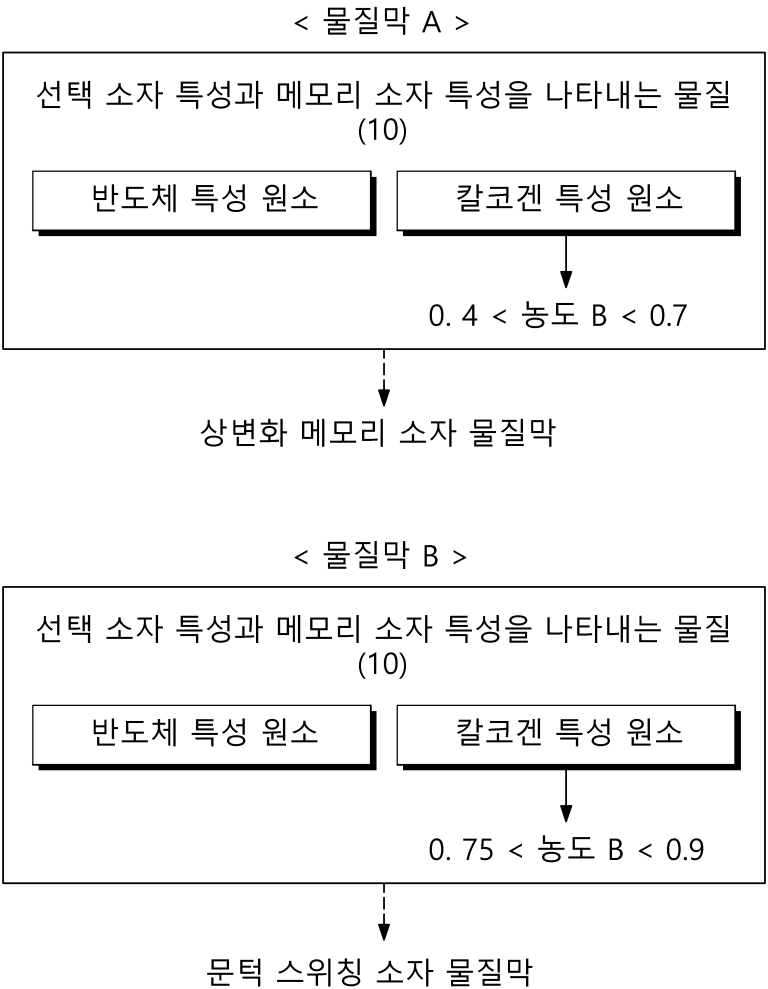 < 물질막 A >
선택 소자 특성과 메모리 소자 특성을 나타내는 물질
(10)
반도체 특성 원소
칼코겐 특성 원소
0. 4 < 농도 B < 0.7
상변화 메모리 소자 물질막
< 물질막 B >
선택 소자 특성과 메모리 소자 특성을 나타내는 물질
(10)
반도체 특성 원소
칼코겐 특성 원소
0. 75 < 농도 B < 0.9
문턱 스위칭 소자 물질막